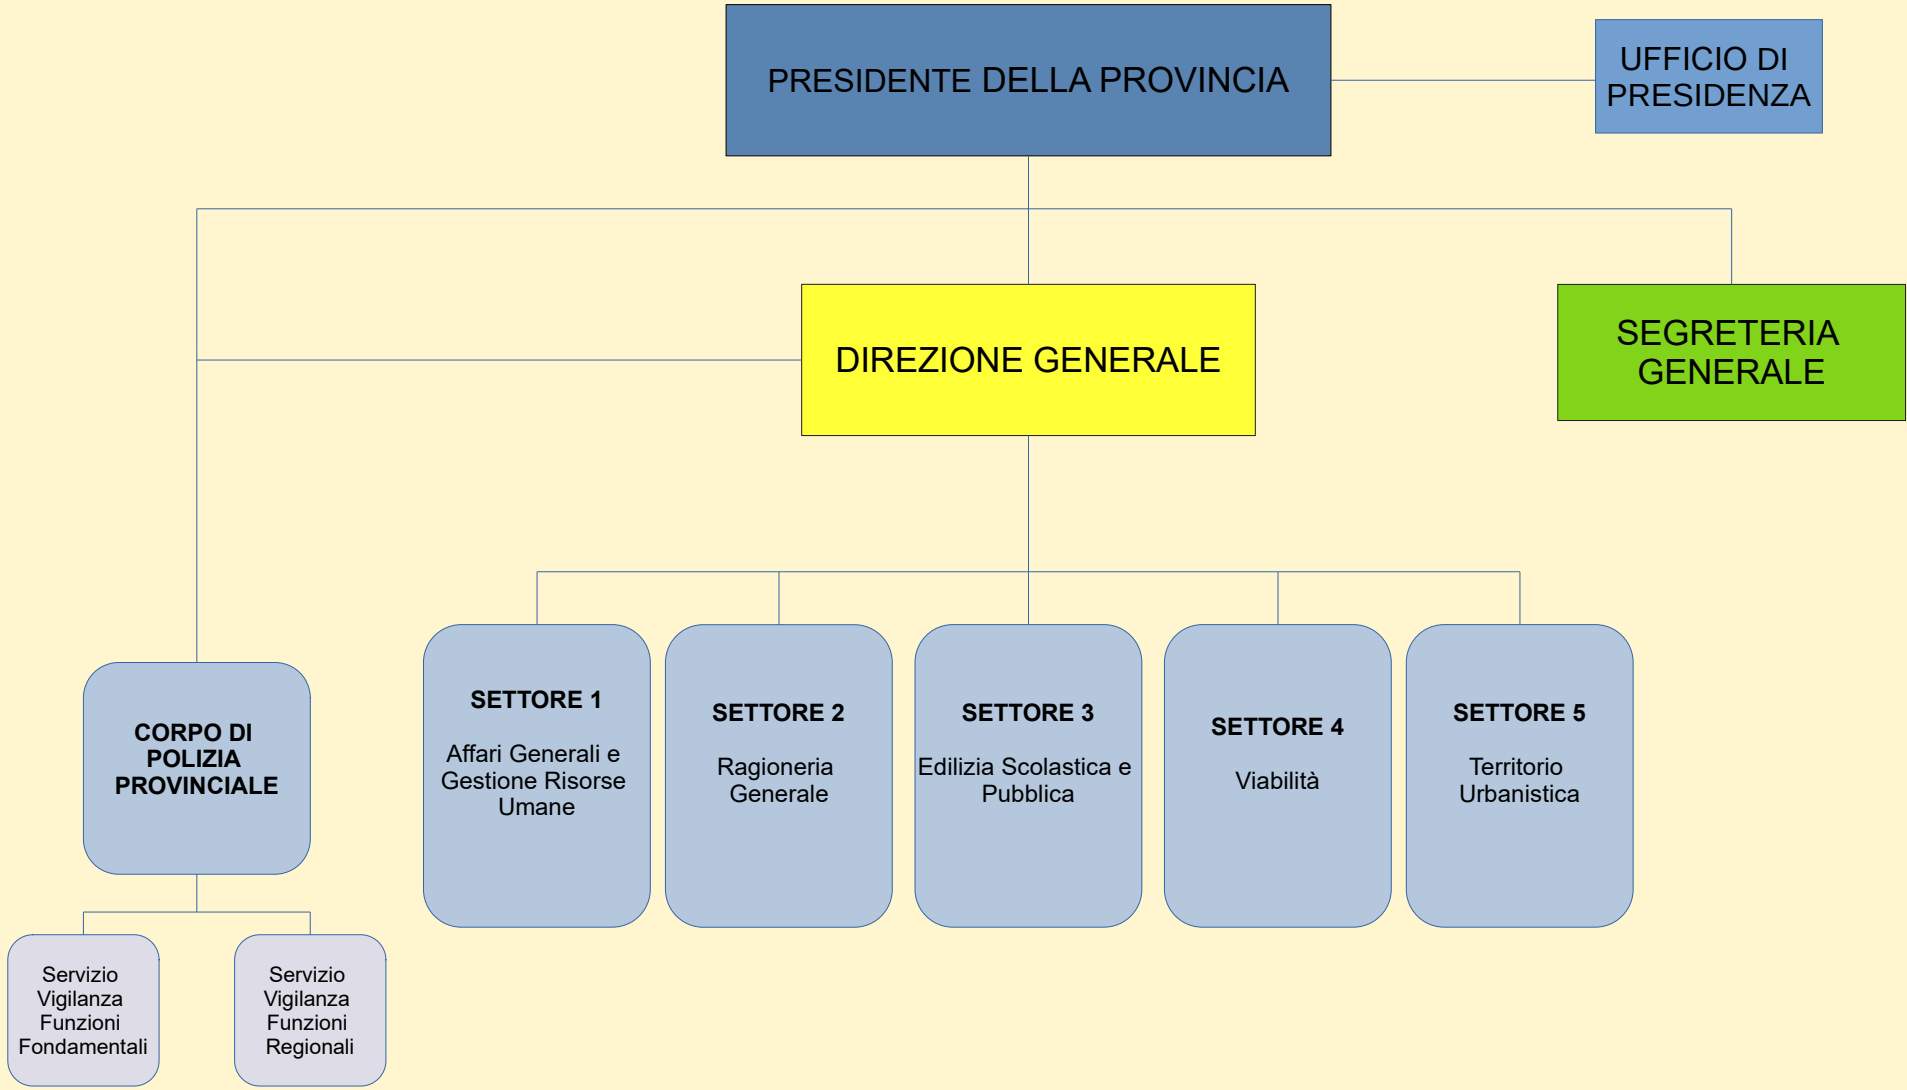 PRESIDENTE DELLA PROVINCIA
UFFICIO DI
PRESIDENZA
DIREZIONE GENERALE
SEGRETERIA
GENERALE
CORPO DI
POLIZIA
PROVINCIALE
SETTORE 1
Affari Generali e
Gestione Risorse
Umane
SETTORE 2
Ragioneria
Generale
SETTORE 3
Edilizia Scolastica e
Pubblica
SETTORE 4
Viabilità
SETTORE 5
Territorio
Urbanistica
Servizio
Vigilanza
Funzioni
Fondamentali
Servizio
Vigilanza
Funzioni
Regionali